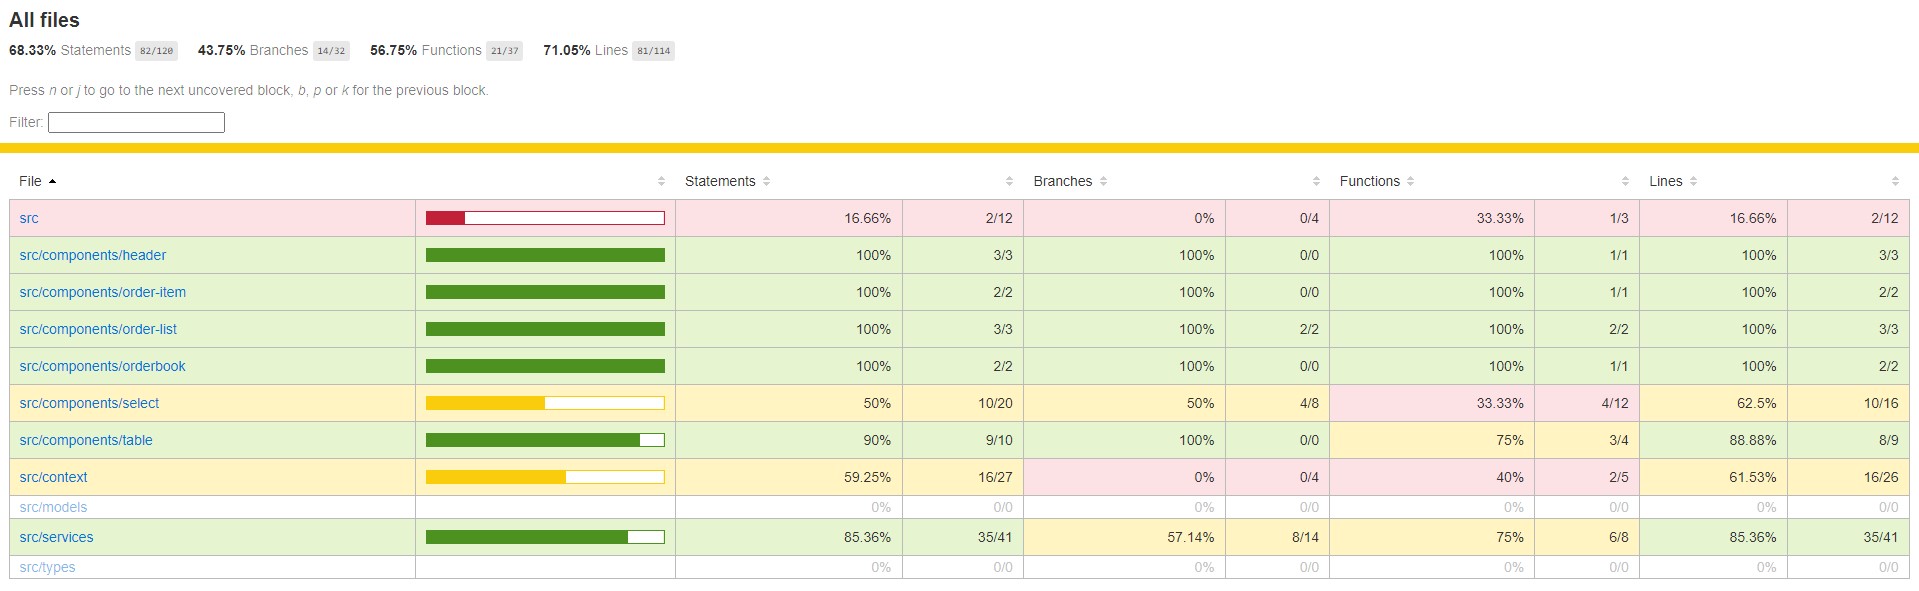 All files
68.33% Statements 82/120 43.75% Branches 14/32 56.75% Functions 21/37 71.05% Lines 81/114
Press n or j to go to the next uncovered block, b, p or k for the previous block.
Filter:
File Statements Branches Functions Lines
src 16.66% 2/12 0% 0/4 33.33% 1/3 16.66% 2/12
src/components/header 100% 3/3 100% 0/0 100% 1/1 100% 3/3
src/components/order-item 100% 2/2 100% 0/0 100% 1/1 100% 2/2
src/components/order-list 100% 3/3 100% 2/2 100% 2/2 100% 3/3
src/components/orderbook 100% 2/2 100% 0/0 100% 1/1 100% 2/2
src/components/select 50% 10/20 50% 4/8 33.33% 4/12 62.5% 10/16
src/components/table 90% 9/10 100% 0/0 75% 3/4 88.88% 8/9
src/context 59.25% 16/27 0% 0/4 40% 2/5 61.53% 16/26
src/models 0% 0/0 0% 0/0 0% 0/0 0% 0/0
src/services 85.36% 35/41 57.14% 8/14 75% 6/8 85.36% 35/41
src/types 0% 0/0 0% 0/0 0% 0/0 0% 0/0